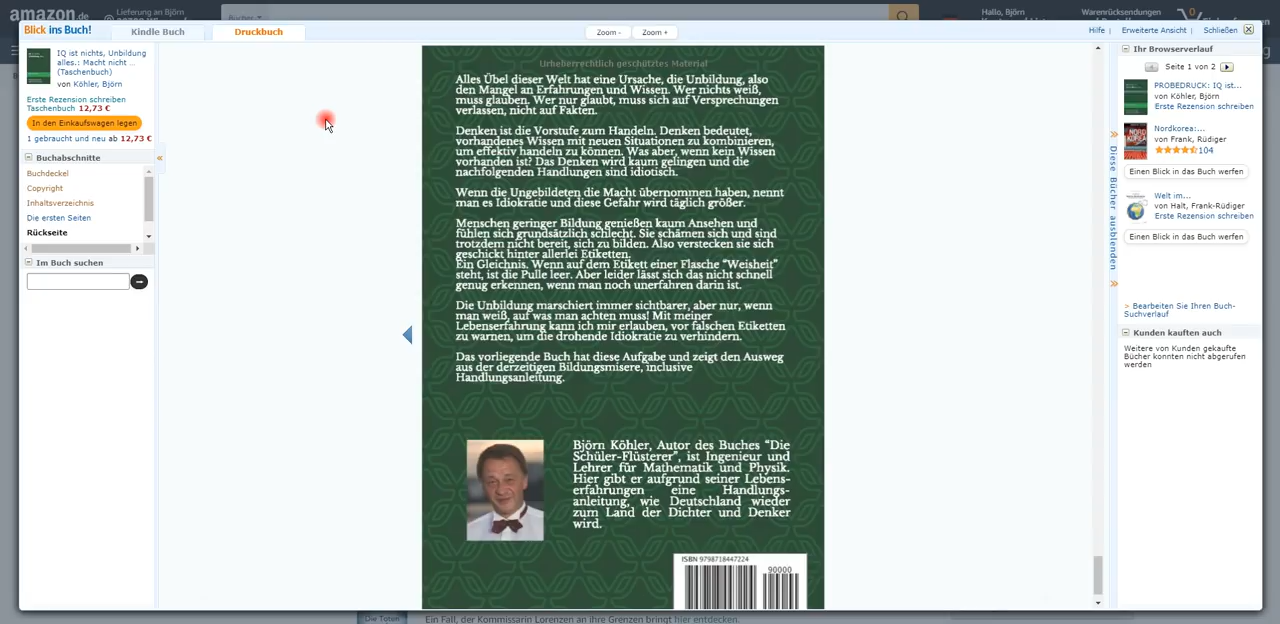 amazon.de
Lieferung an Björn
Bücher
Hallo, Björn
Warenrücksendungen
0
Blick ins Buch!
Kindle Buch
Druckbuch
Zoom -
Zoom +
Hilfe |
Erweiterte Ansicht |
Schließen
IQ ist nichts, Unbildung
alles.: Macht nicht ...
(Taschenbuch)
von Köhler, Björn
Erste Rezension schreiben
Taschenbuch 12,73 €
In den Einkaufswagen legen
1 gebraucht und neu ab 12,73 €
Buchabschnitte
Buchdeckel
Copyright
Inhaltsverzeichnis
Die ersten Seiten
Rückseite
Im Buch suchen
Urheberrechtlich geschütztes Material
Alles Übel dieser Welt hat eine Ursache, die Unbildung, also
den Mangel an Erfahrungen und Wissen. Wer nichts weiß,
muss glauben. Wer nur glaubt, muss sich auf Versprechungen
verlassen, nicht auf Fakten.
Denken ist die Vorstufe zum Handeln. Denken bedeutet,
vorhandenes Wissen mit neuen Situationen zu kombinieren,
um effektiv handeln zu können. Was aber, wenn kein Wissen
vorhanden ist? Das Denken wird kaum gelingen und die
nachfolgenden Handlungen sind idiotisch.
Wenn die Ungebildeten die Macht übernommen haben, nennt
man es Idiokratie und diese Gefahr wird täglich größer.
Menschen geringer Bildung genießen kaum Ansehen und
fühlen sich grundsätzlich schlecht. Sie schämen sich und sind
trotzdem nicht bereit, sich zu bilden. Also verstecken sie sich
geschickt hinter allerlei Etiketten.
Ein Gleichnis. Wenn auf dem Etikett einer Flasche "Weisheit"
steht, ist die Pulle leer. Aber leider lässt sich das nicht schnell
genug erkennen, wenn man noch unerfahren darin ist.
Die Unbildung marschiert immer sichtbarer, aber nur, wenn
man weiß, auf was man achten muss! Mit meiner
Lebenserfahrung kann ich mir erlauben, vor falschen Etiketten
zu warnen, um die drohende Idiokratie zu verhindern.
Das vorliegende Buch hat diese Aufgabe und zeigt den Ausweg
aus der derzeitigen Bildungsmisere, inclusive
Handlungsanleitung.
Björn Köhler, Autor des Buches "Die
Schüler-Flüsterer", ist Ingenieur und
Lehrer für Mathematik und Physik.
Hier gibt er aufgrund seiner Lebens-
erfahrungen eine Handlungs-
anleitung, wie Deutschland wieder
zum Land der Dichter und Denker
wird.
ISBN 9798718447224
90000
Diese Bücher ausblenden
Ihr Browserverlauf
Seite 1 von 2
PROBEDRUCK: IQ ist...
von Köhler, Björn
Erste Rezension schreiben
NORD
KOREA
Nordkorea:...
von Frank, Rüdiger
104
Einen Blick in das Buch werfen
Welt im...
von Halt, Frank-Rüdiger
Erste Rezension schreiben
Einen Blick in das Buch werfen
> Bearbeiten Sie Ihren Buch-
Suchverlauf
Kunden kauften auch
Weitere von Kunden gekaufte
Bücher konnten nicht abgerufen
werden
Die Toten
Ein Fall, der Kommissarin Lorenzen an ihre Grenzen bringt hier entdecken.